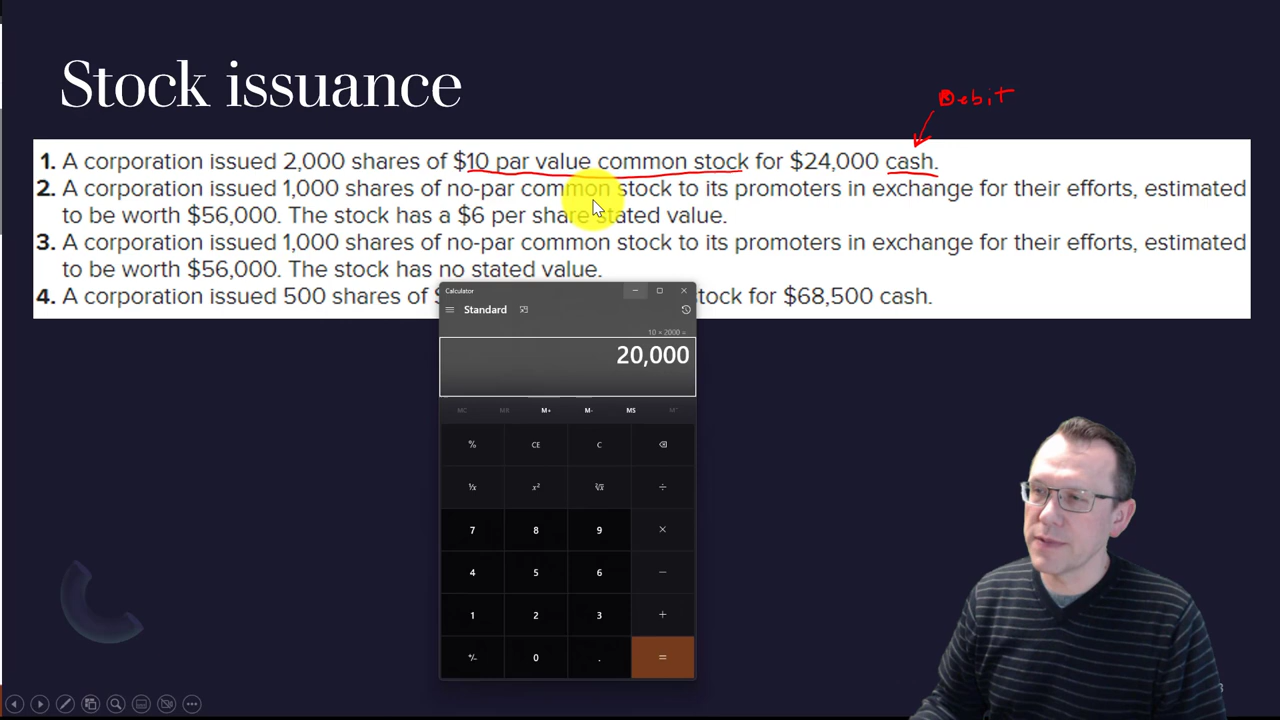 Stock issuance
Debit
1. A corporation issued 2,000 shares of $10 par value common stock for $24,000 cash.
2. A corporation issued 1,000 shares of no-par common stock to its promoters in exchange for their efforts, estimated
to be worth $56,000. The stock has a $6 per share stated value.
3. A corporation issued 1,000 shares of no-par common stock to its promoters in exchange for their efforts, estimated
to be worth $56,000. The stock has no stated value.
4. A corporation issued 500 shares of $ stock for $68,500 cash.
Calculator
Standard
10 × 2000 =
20,000
MC MR M+ M- MS M˅
% CE C
¹/x x² ²√x ÷
7 8 9 ×
4 5 6 −
1 2 3 +
+/- 0 . =